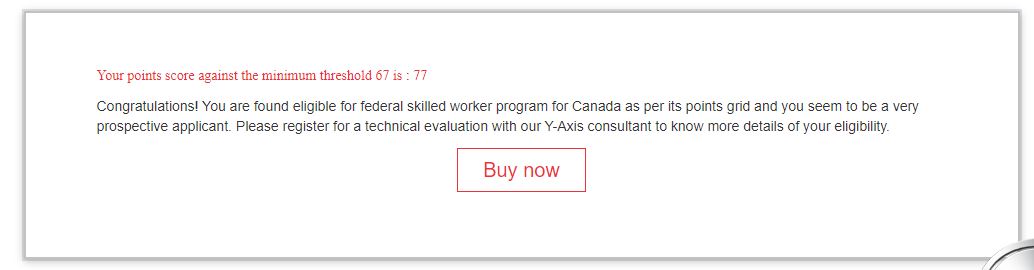 Your points score against the minimum threshold 67 is : 77
Congratulations! You are found eligible for federal skilled worker program for Canada as per its points grid and you seem to be a very
prospective applicant. Please register for a technical evaluation with our Y-Axis consultant to know more details of your eligibility.
Buy now